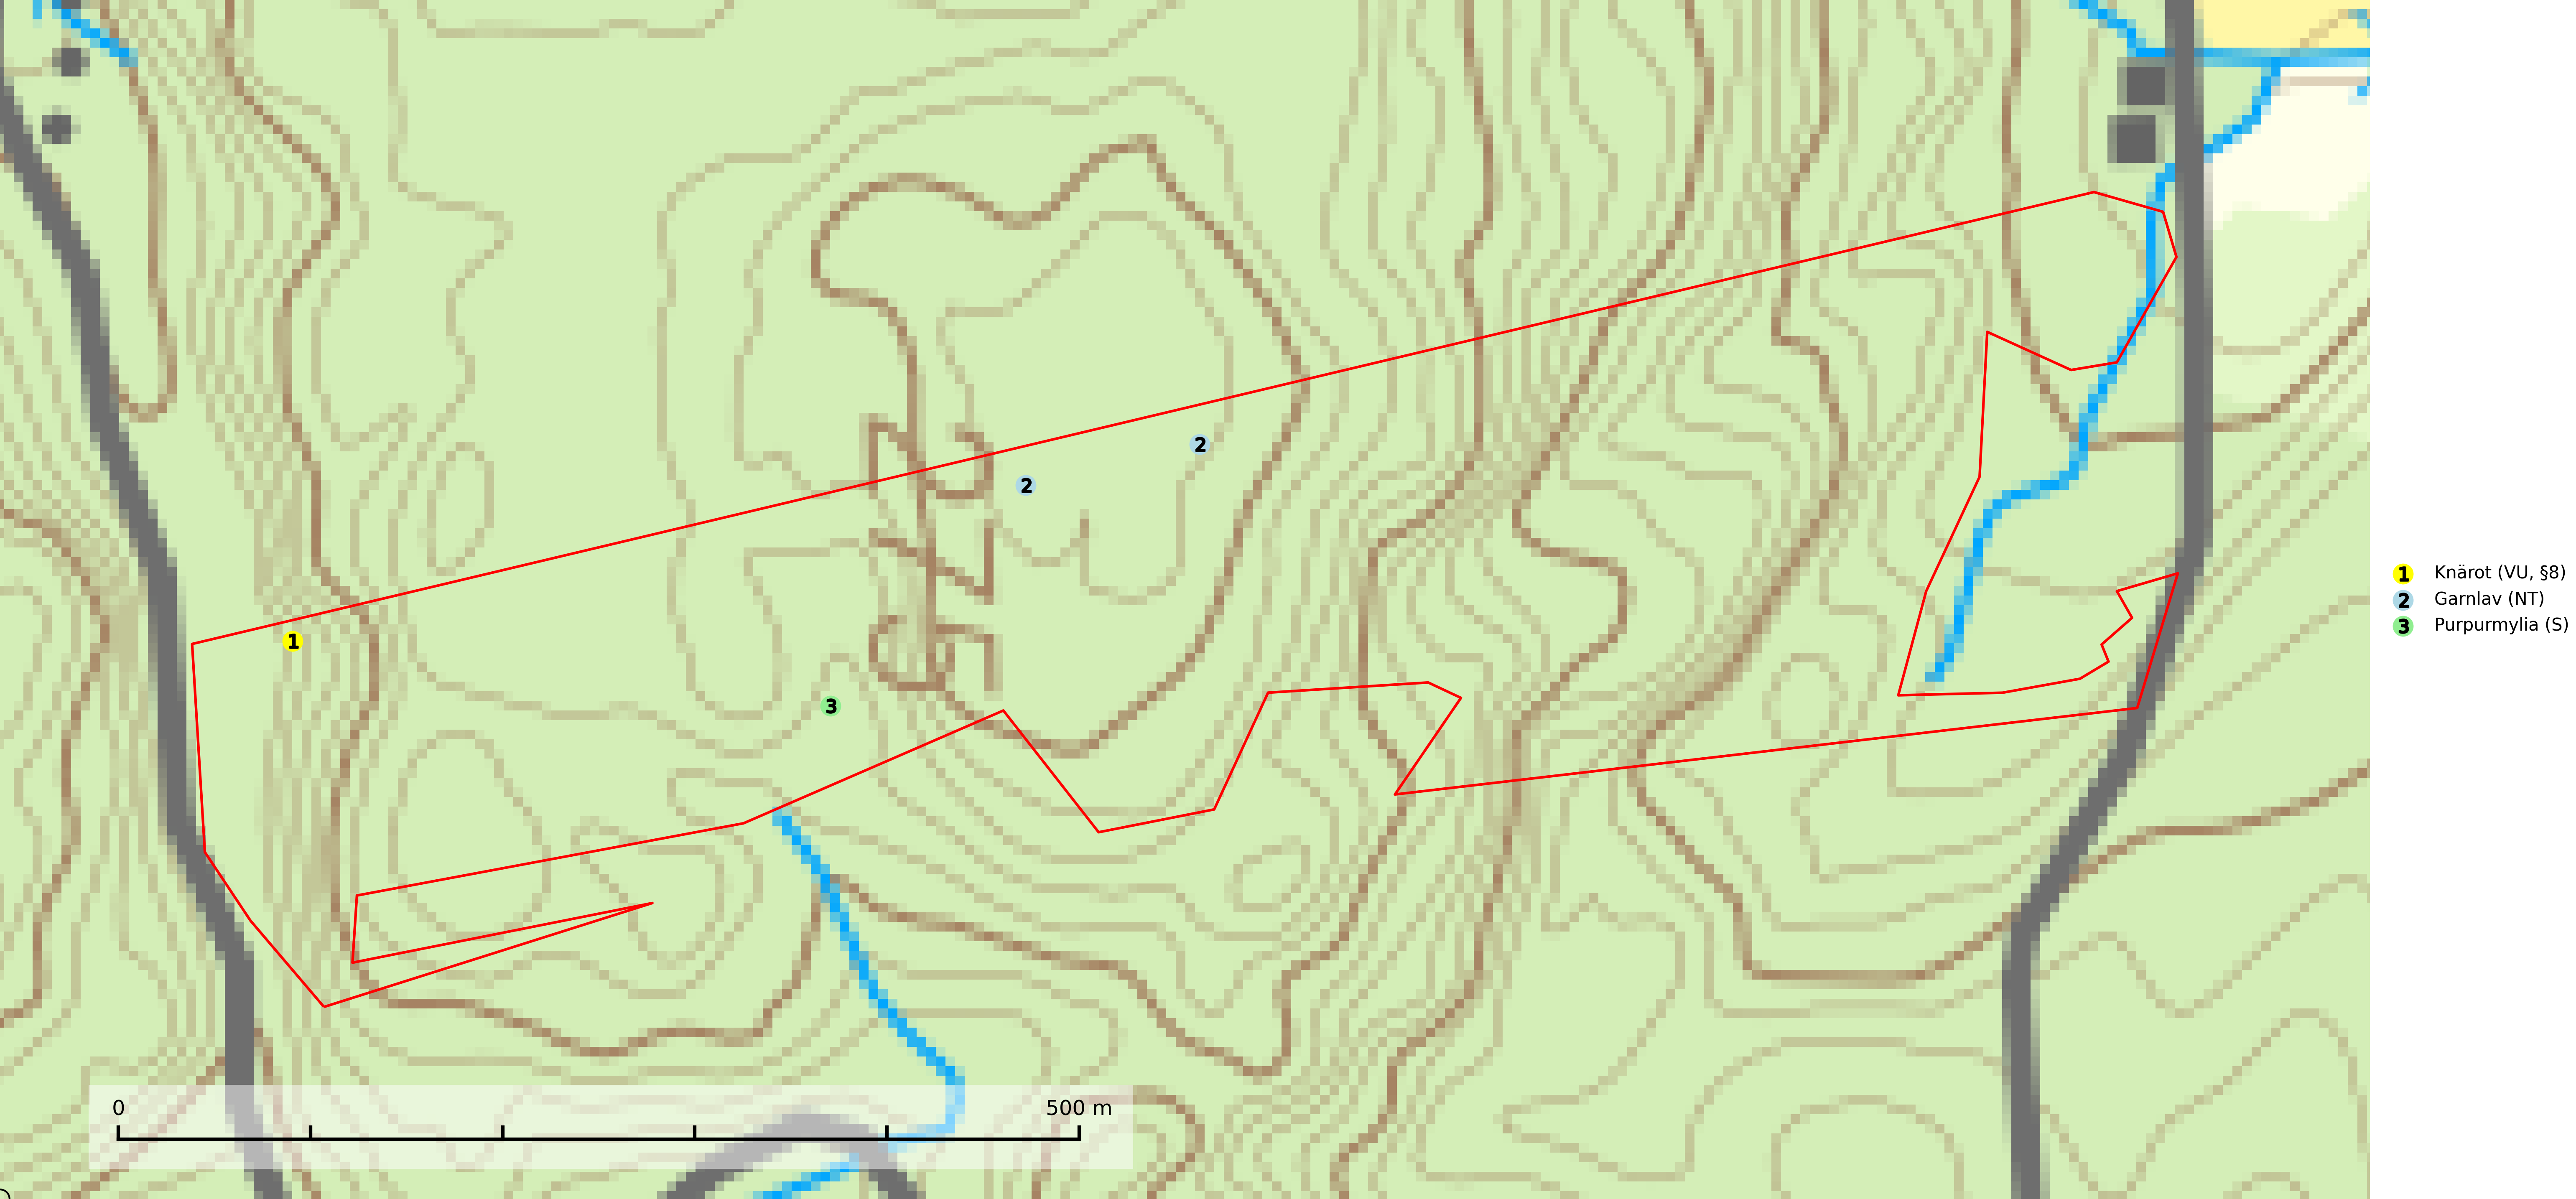 2
2
1
3
1 Knärot (VU, §8)
2 Garnlav (NT)
3 Purpurmylia (S)
0 500 m